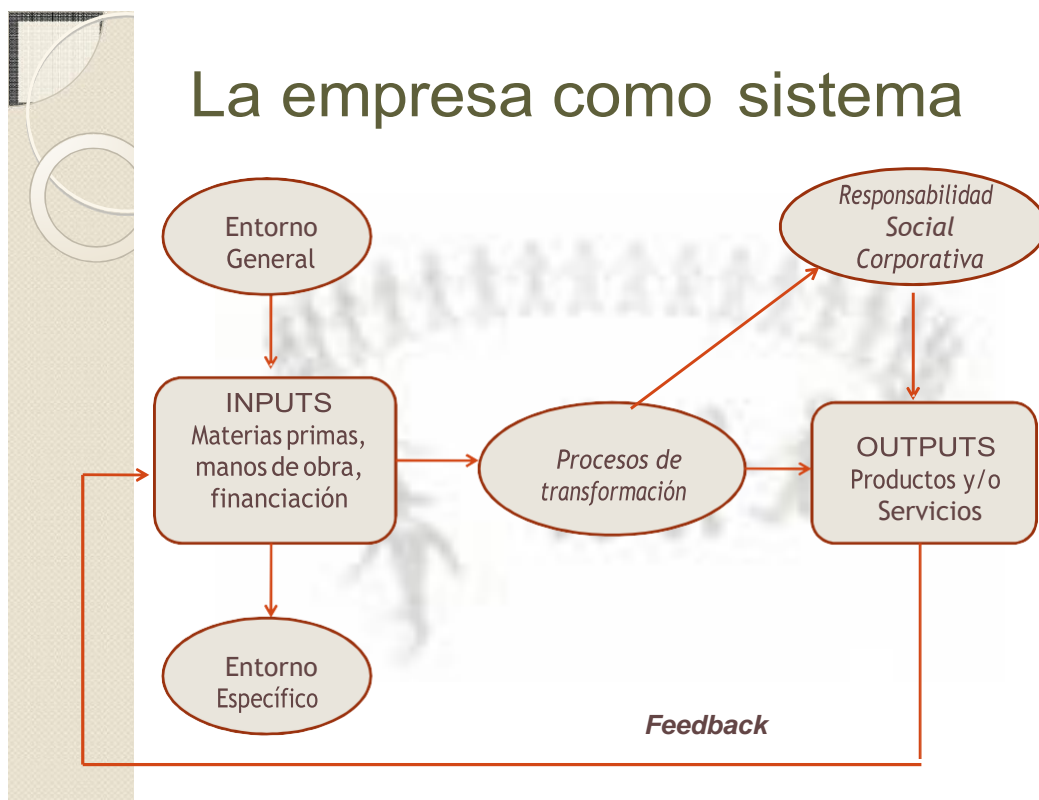 La empresa como sistema
Entorno
General
Responsabilidad
Social
Corporativa
INPUTS
Materias primas,
manos de obra,
financiación
Procesos de
transformación
OUTPUTS
Productos y/o
Servicios
Entorno
Específico
Feedback